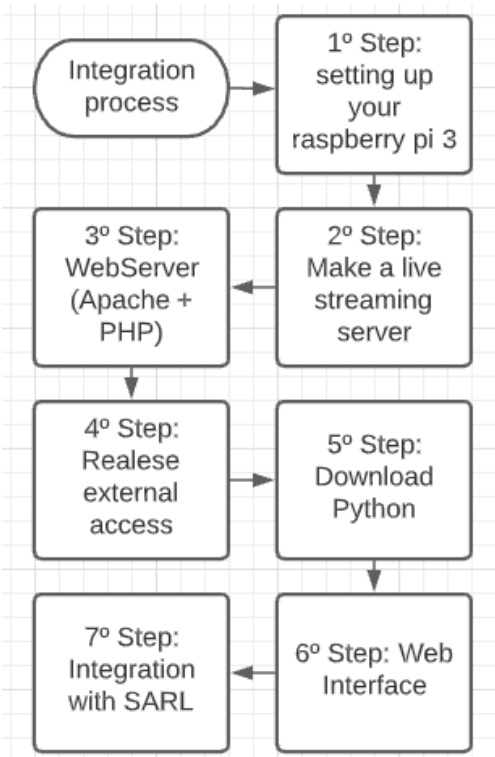 Integration
process
1º Step:
setting up
your
raspberry pi 3
2º Step:
Make a live
streaming
server
3º Step:
WebServer
(Apache +
PHP)
4º Step:
Realese
external
access
5º Step:
Download
Python
6º Step: Web
Interface
7º Step:
Integration
with SARL